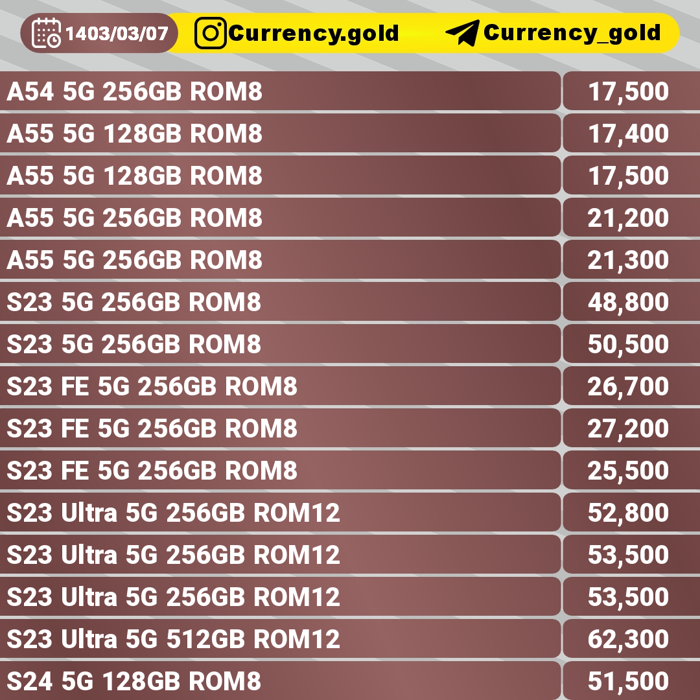 1403/03/07 Currency.gold Currency_gold
A54 5G 256GB ROM8 17,500
A55 5G 128GB ROM8 17,400
A55 5G 128GB ROM8 17,500
A55 5G 256GB ROM8 21,200
A55 5G 256GB ROM8 21,300
S23 5G 256GB ROM8 48,800
S23 5G 256GB ROM8 50,500
S23 FE 5G 256GB ROM8 26,700
S23 FE 5G 256GB ROM8 27,200
S23 FE 5G 256GB ROM8 25,500
S23 Ultra 5G 256GB ROM12 52,800
S23 Ultra 5G 256GB ROM12 53,500
S23 Ultra 5G 256GB ROM12 53,500
S23 Ultra 5G 512GB ROM12 62,300
S24 5G 128GB ROM8 51,500